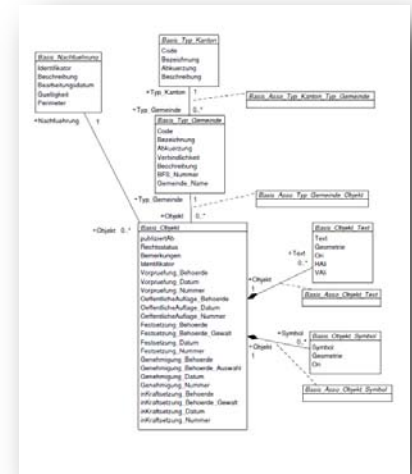 Basis_Typ_Kanton
Code
Bezeichnung
Abkuerzung
Beschreibung
Basis_Nachfuehrung
Identifikator
Beschreibung
Bearbeitungsdatum
Gueltigkeit
Perimeter
+Typ_Kanton 1
Basis_Asso_Typ_Kanton_Typ_Gemeinde
+Typ_Gemeinde 0..*
+Nachfuehrung 1
Basis_Typ_Gemeinde
Code
Bezeichnung
Abkuerzung
Verbindlichkeit
Beschreibung
BFS_Nummer
Gemeinde_Name
+Typ_Gemeinde 1
Basis_Asso_Typ_Gemeinde_Objekt
+Objekt 0..*
+Objekt 0..*
Basis_Objekt
publiziertAb
Rechtsstatus
Bemerkungen
Identifikator
Vorpruefung_Behoerde
Vorpruefung_Datum
Vorpruefung_Nummer
OeffentlicheAuflage_Behoerde
OeffentlicheAuflage_Datum
OeffentlicheAuflage_Nummer
Festsetzung_Behoerde
Festsetzung_Behoerde_Gewalt
Festsetzung_Datum
Festsetzung_Nummer
Genehmigung_Behoerde
Genehmigung_Behoerde_Auswahl
Genehmigung_Datum
Genehmigung_Nummer
inKraftsetzung_Behoerde
inKraftsetzung_Behoerde_Gewalt
inKraftsetzung_Datum
inKraftsetzung_Nummer
Basis_Objekt_Text
Text
Geometrie
Ori
HAli
VAli
+Text
0..*
+Objekt
1
Basis_Asso_Objekt_Text
+Symbol
0..*
+Objekt
1
Basis_Objekt_Symbol
Symbol
Geometrie
Ori
Basis_Asso_Objekt_Symbol